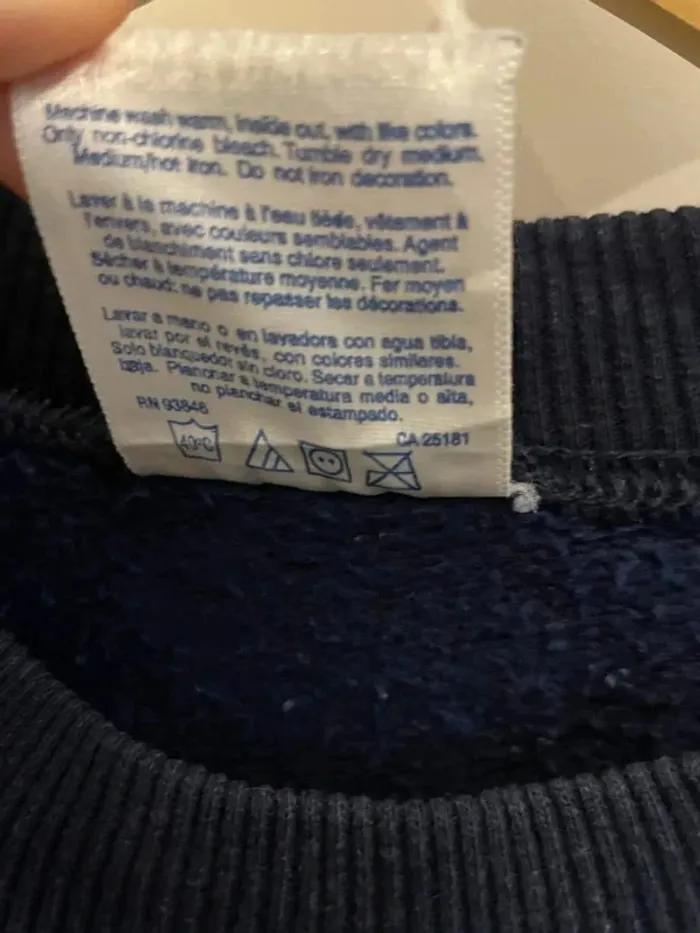 Machine wash warm, inside out, with like colors.
Only non-chlorine bleach. Tumble dry medium.
Medium/hot iron. Do not iron decoration.
Laver à la machine à l'eau tiède, vêtement à
l'envers, avec couleurs semblables. Agent
de blanchiment sans chlore seulement.
Sécher à température moyenne. Fer moyen
ou chaud: ne pas repasser les décorations.
Lavar a mano o en lavadora con agua tibia,
lavar por el revés, con colores similares.
Solo blanquedor sin cloro. Secar a temperatura
baja. Planchar a temperatura media o alta,
no planchar el estampado.
RN 93846
CA 25181
40°C